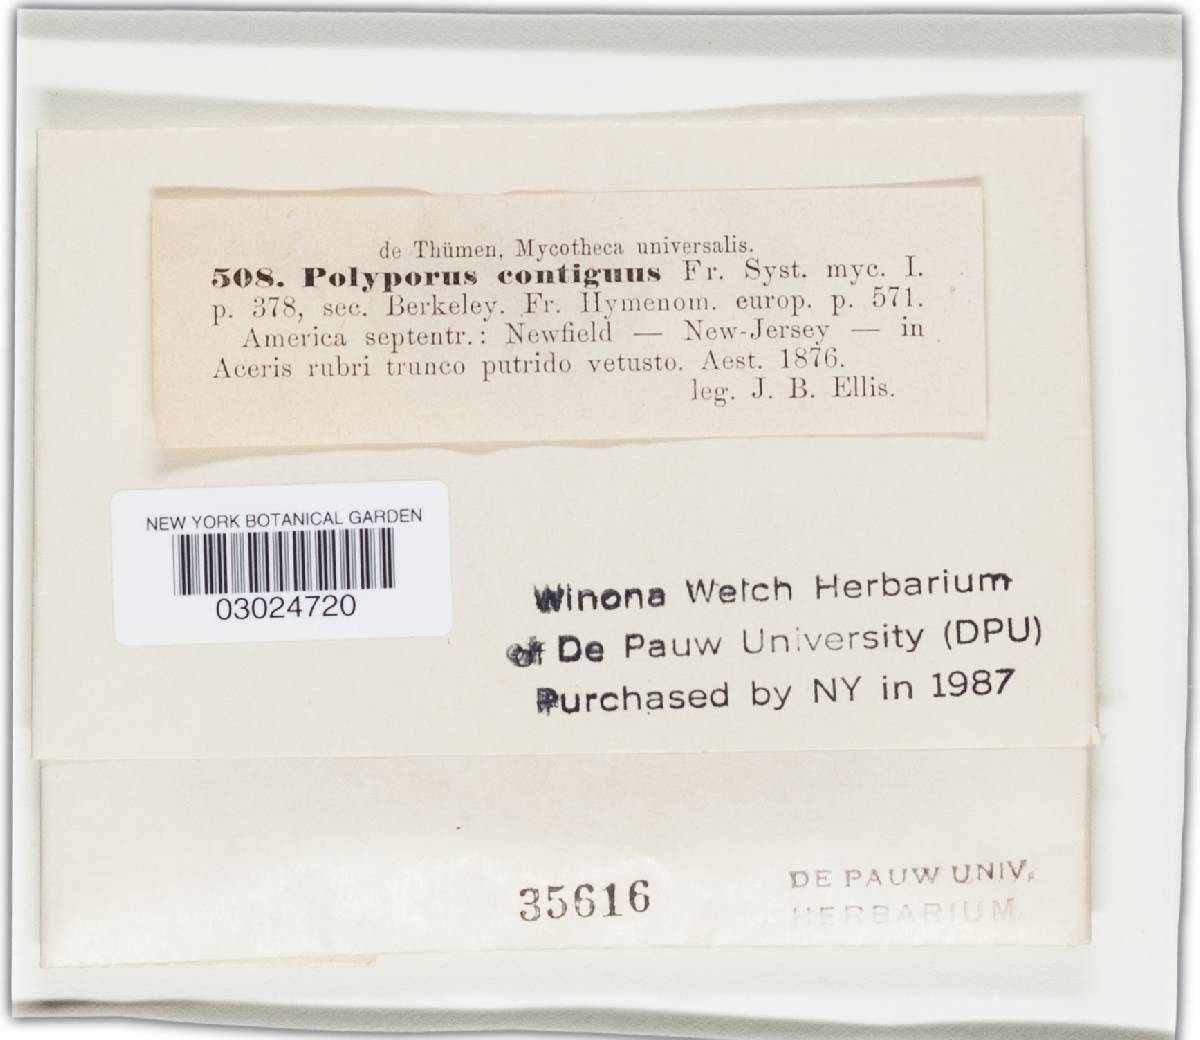 de Thümen, Mycotheca universalis.
508. Polyporus contiguus Fr. Syst. myc. I.
p. 378, sec. Berkeley. Fr. Hymenom. europ. p. 571.
America septentr.: Newfield — New-Jersey — in
Aceris rubri trunco putrido vetusto. Aest. 1876.
leg. J. B. Ellis.
NEW YORK BOTANICAL GARDEN
03024720
Winona Welch Herbarium
of De Pauw University (DPU)
Purchased by NY in 1987
35616
DE PAUW UNIV.
HERBARIUM.